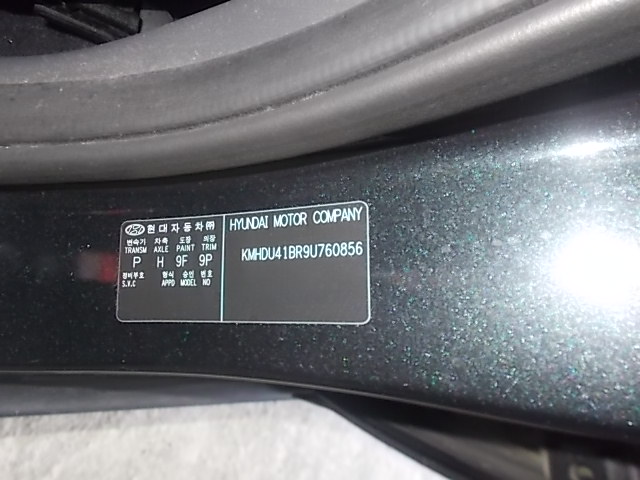 현대자동차㈜
변속기 차축 도장 의장
TRANSM AXLE PAINT TRIM
P H 9F 9P
정비부호 형식 승인 번호
S.V.C APPD MODEL NO
HYUNDAI MOTOR COMPANY
KMHDU41BR9U760856